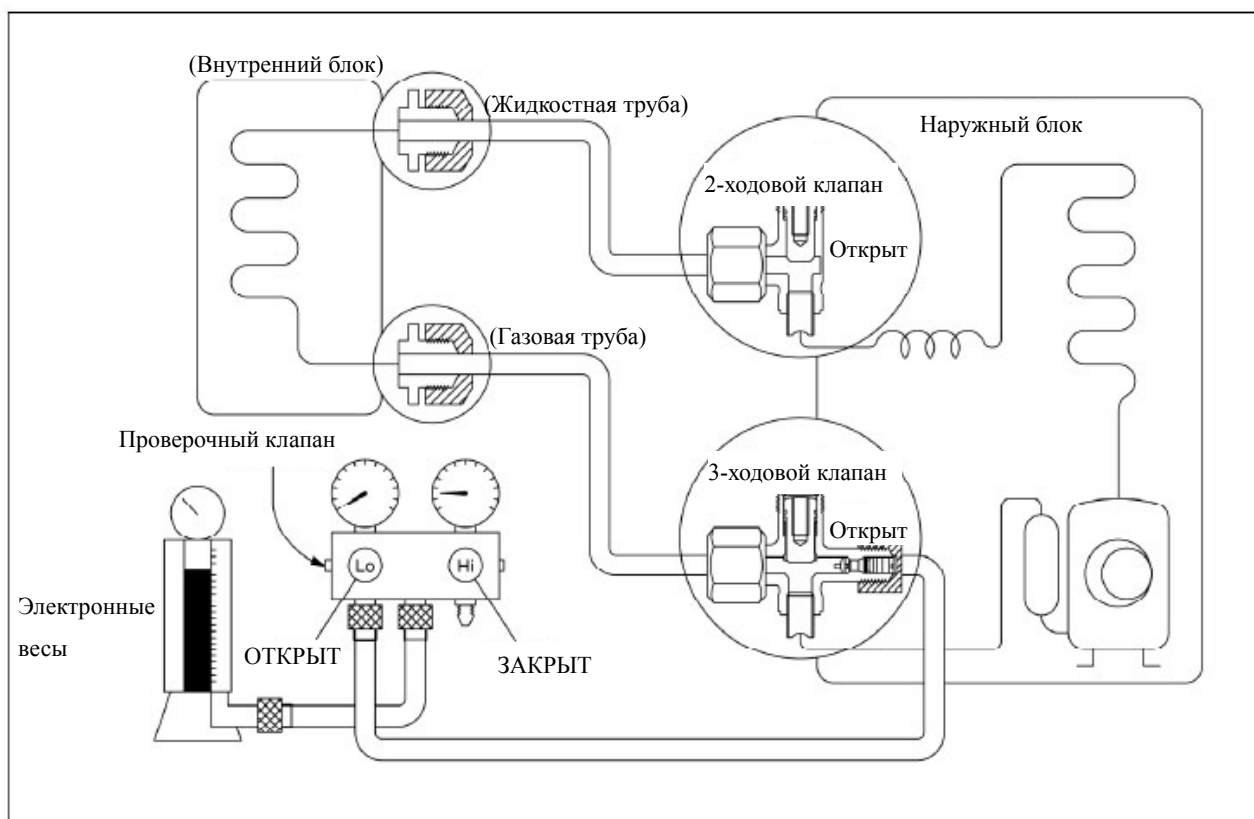 (Внутренний блок)
(Жидкостная труба)
Наружный блок
2-ходовой клапан
Открыт
(Газовая труба)
Проверочный клапан
3-ходовой клапан
Открыт
Lo
Hi
Электронные
весы
ОТКРЫТ
ЗАКРЫТ